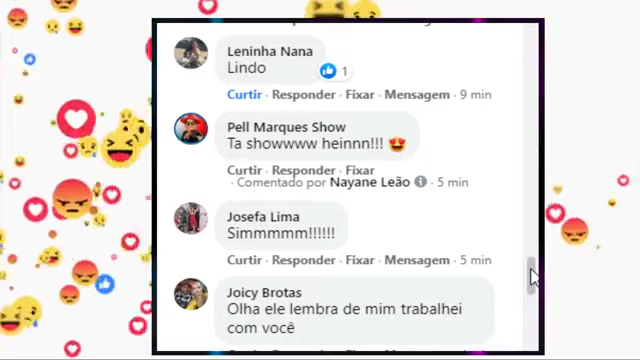 Leninha Nana
Lindo
1
Curtir · Responder · Fixar · Mensagem · 9 min
Pell Marques Show
Ta showwww heinnn!!! 😍
Curtir · Responder · Fixar
· Comentado por Nayane Leão · 5 min
Josefa Lima
Simmmmm!!!!!!
Curtir · Responder · Fixar · Mensagem · 5 min
Joicy Brotas
Olha ele lembra de mim trabalhei
com você